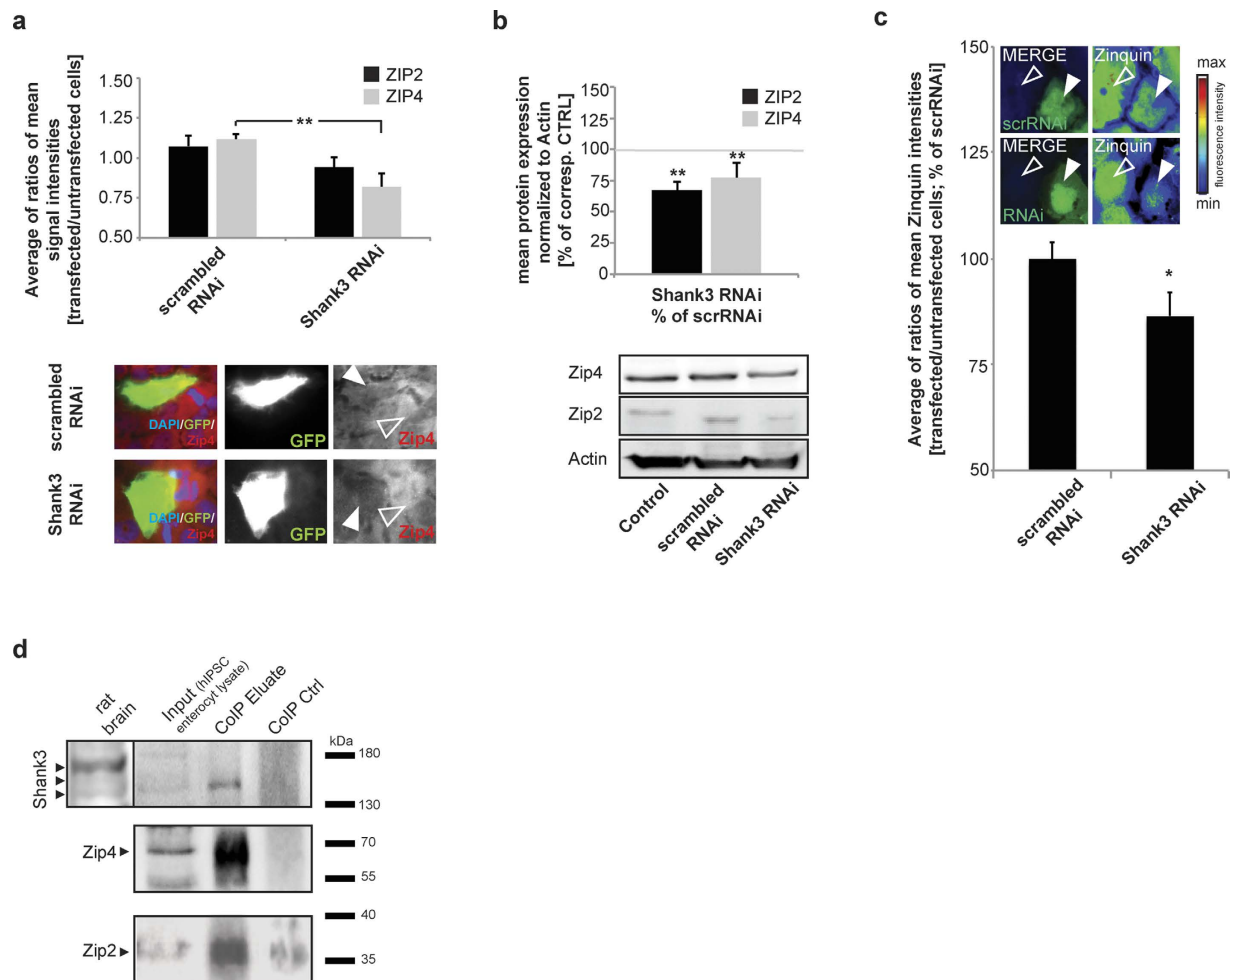 a
Average of ratios of mean
signal intensities
[transfected/untransfected cells]
1.50
1.25
1.00
0.75
0.50
ZIP2
ZIP4
**
scrambled
RNAi
Shank3 RNAi
scrambled
RNAi
DAPI/GFP/
Zip4
GFP
Zip4
Shank3
RNAi
DAPI/GFP/
Zip4
GFP
Zip4
b
mean protein expression
normalized to Actin
[% of corresp. CTRL]
150
125
100
75
50
25
0
ZIP2
ZIP4
**
**
Shank3 RNAi
% of scrRNAi
Zip4
Zip2
Actin
Control
scrambled
RNAi
Shank3 RNAi
c
Average of ratios of mean Zinquin intensities
[transfected/untransfected cells; % of scrRNAi]
150
125
100
75
50
MERGE
Zinquin
scrRNAi
MERGE
Zinquin
RNAi
max
fluorescence intensity
min
*
scrambled
RNAi
Shank3 RNAi
d
rat
brain
Input (hIPSC
enterocyt lysate)
CoIP Eluate
CoIP Ctrl
kDa
Shank3
180
130
Zip4
70
55
Zip2
40
35